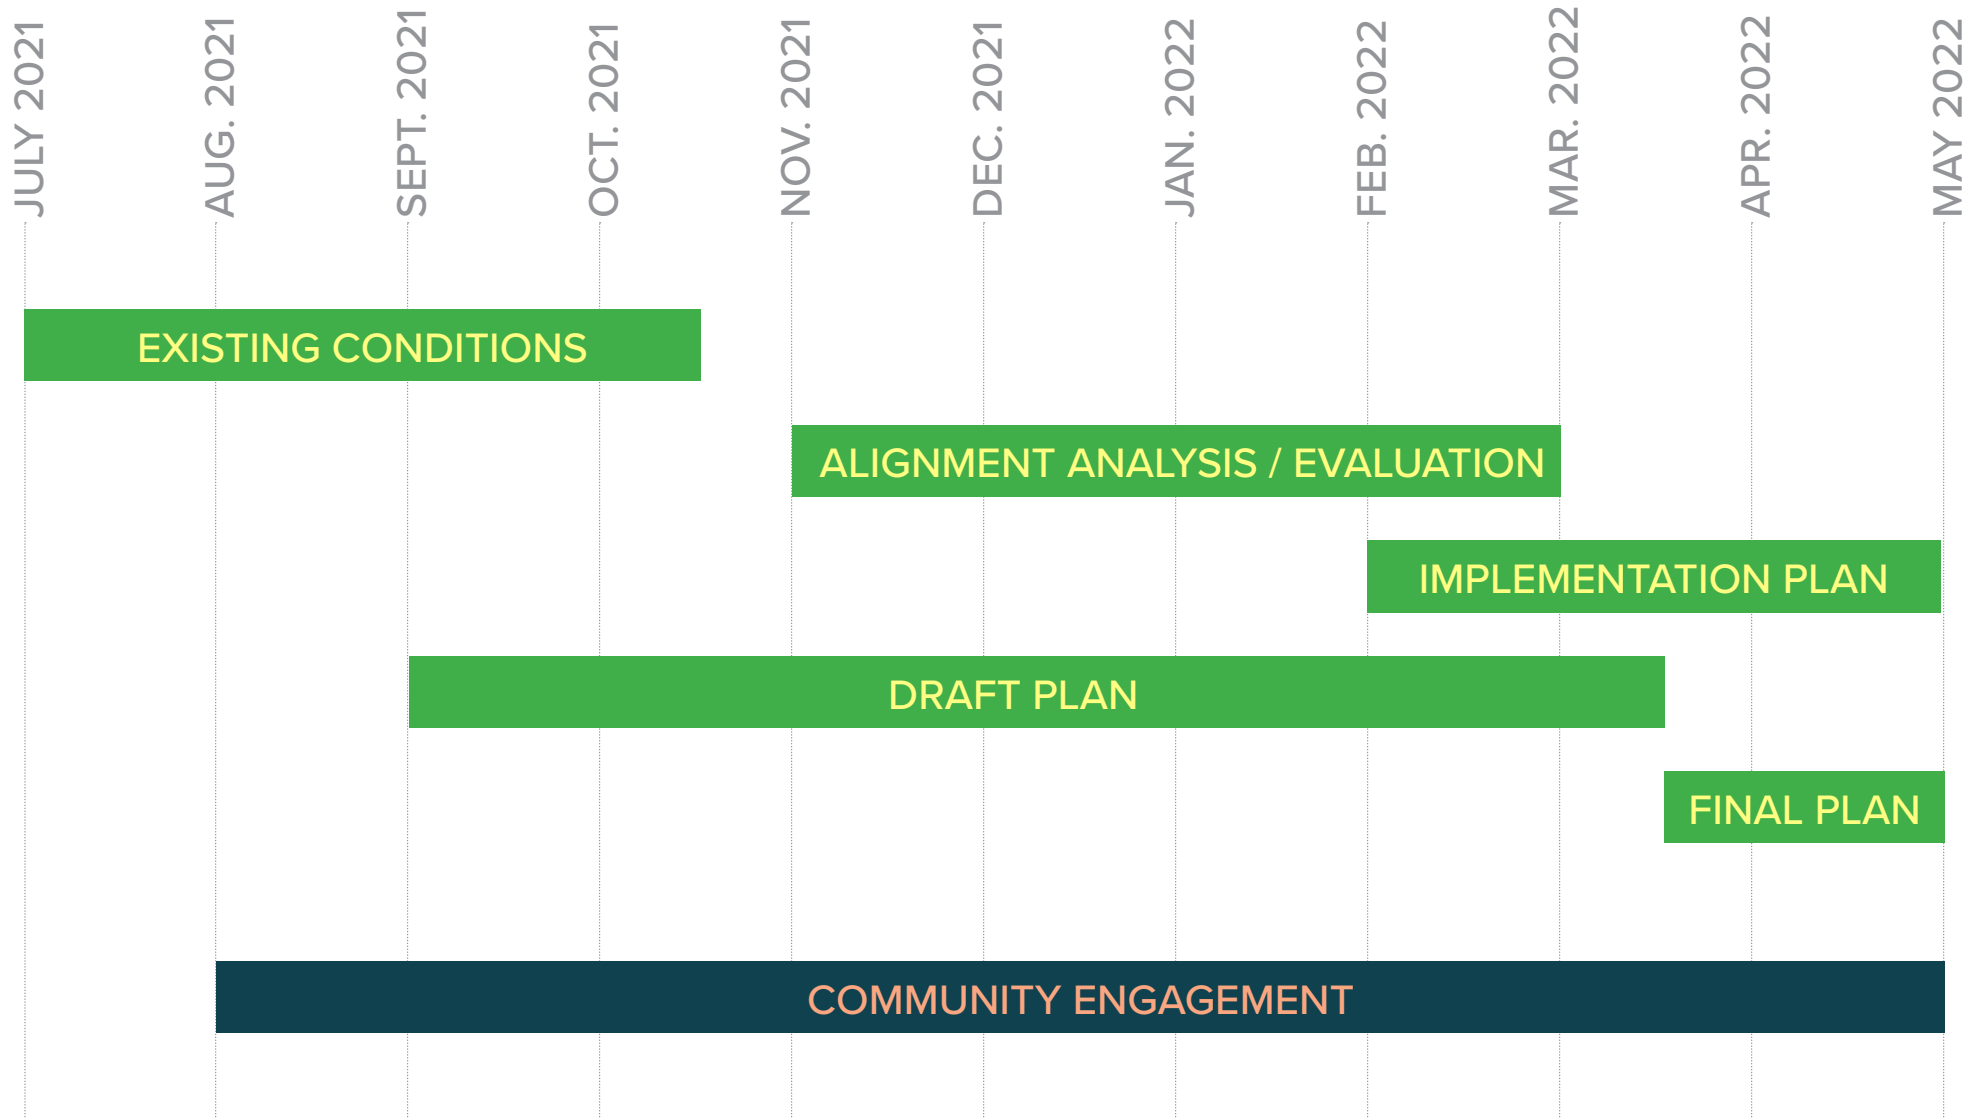 JULY 2021
AUG. 2021
SEPT. 2021
OCT. 2021
NOV. 2021
DEC. 2021
JAN. 2022
FEB. 2022
MAR. 2022
APR. 2022
MAY 2022
EXISTING CONDITIONS
ALIGNMENT ANALYSIS / EVALUATION
IMPLEMENTATION PLAN
DRAFT PLAN
FINAL PLAN
COMMUNITY ENGAGEMENT